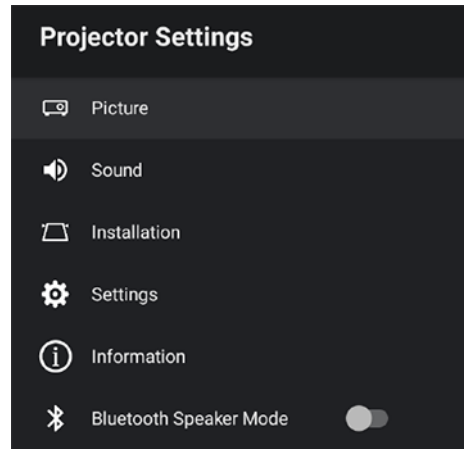 Projector Settings
Picture
Sound
Installation
Settings
Information
Bluetooth Speaker Mode